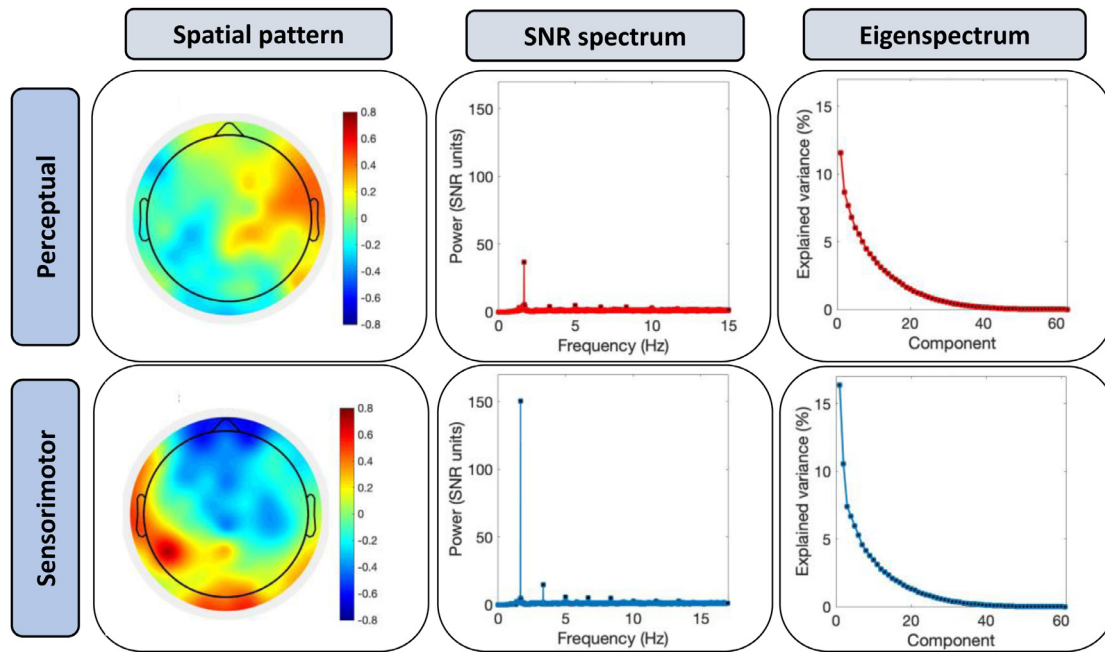 Spatial pattern
SNR spectrum
Eigenspectrum
Perceptual
0.8
0.6
0.4
0.2
0
-0.2
-0.4
-0.6
-0.8
Power (SNR units)
150
100
50
0
0 5 10 15
Frequency (Hz)
Explained variance (%)
15
10
5
0
0 20 40 60
Component
Sensorimotor
0.8
0.6
0.4
0.2
0
-0.2
-0.4
-0.6
-0.8
Power (SNR units)
150
100
50
0
0 5 10 15
Frequency (Hz)
Explained variance (%)
15
10
5
0
0 20 40 60
Component